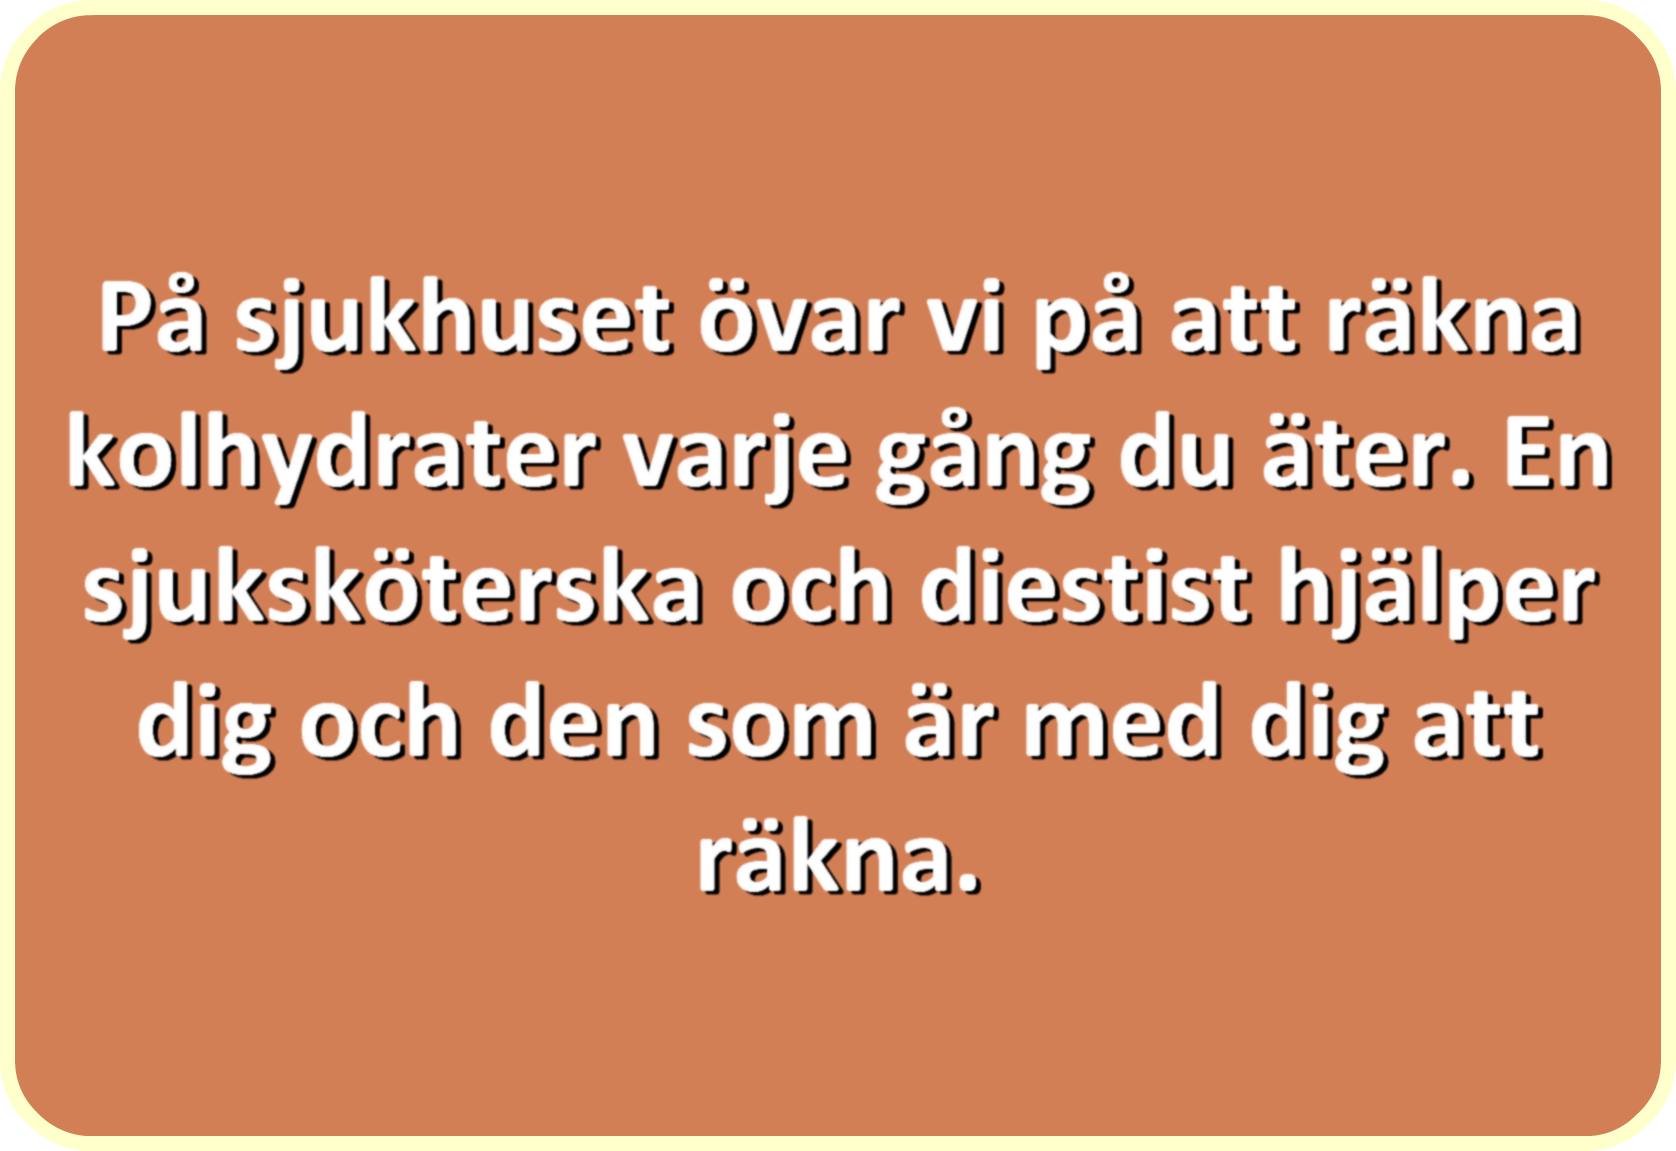 På sjukhuset övar vi på att räkna
kolhydrater varje gång du äter. En
sjuksköterska och diestist hjälper
dig och den som är med dig att
räkna.